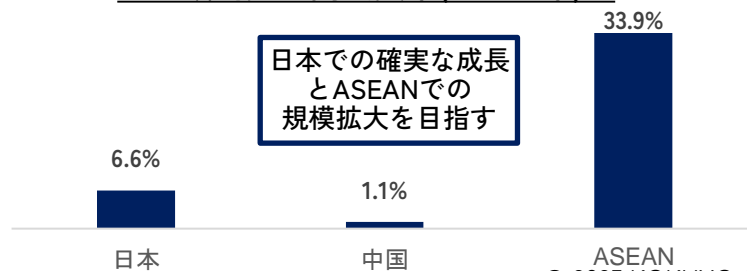 33.9%
日本での確実な成長
とASEANでの
規模拡大を目指す
6.6%
1.1%
日本
中国
ASEAN